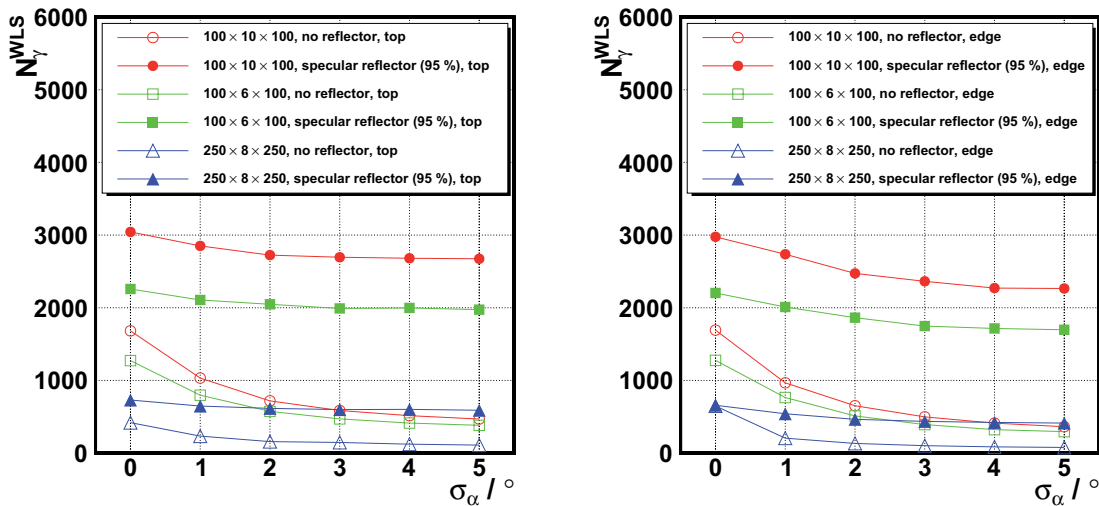 N_γ^WLS
6000
5000
4000
3000
2000
1000
0
100 × 10 × 100, no reflector, top
100 × 10 × 100, specular reflector (95 %), top
100 × 6 × 100, no reflector, top
100 × 6 × 100, specular reflector (95 %), top
250 × 8 × 250, no reflector, top
250 × 8 × 250, specular reflector (95 %), top
0 1 2 3 4 5
σ_α / °
N_γ^WLS
6000
5000
4000
3000
2000
1000
0
100 × 10 × 100, no reflector, edge
100 × 10 × 100, specular reflector (95 %), edge
100 × 6 × 100, no reflector, edge
100 × 6 × 100, specular reflector (95 %), edge
250 × 8 × 250, no reflector, edge
250 × 8 × 250, specular reflector (95 %), edge
0 1 2 3 4 5
σ_α / °